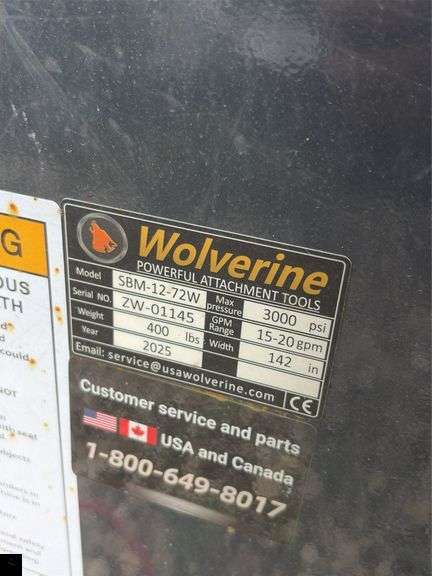 G
OUS
TH
Wolverine
POWERFUL ATTACHMENT TOOLS
Model SBM-12-72W Max pressure 3000 psi
Serial NO. ZW-01145 GPM Range 15-20 gpm
Weight 400 lbs Width 142 in
Year 2025
Email: service@usawolverine.com CE
Customer service and parts
USA and Canada
1-800-649-8017
could
NOT